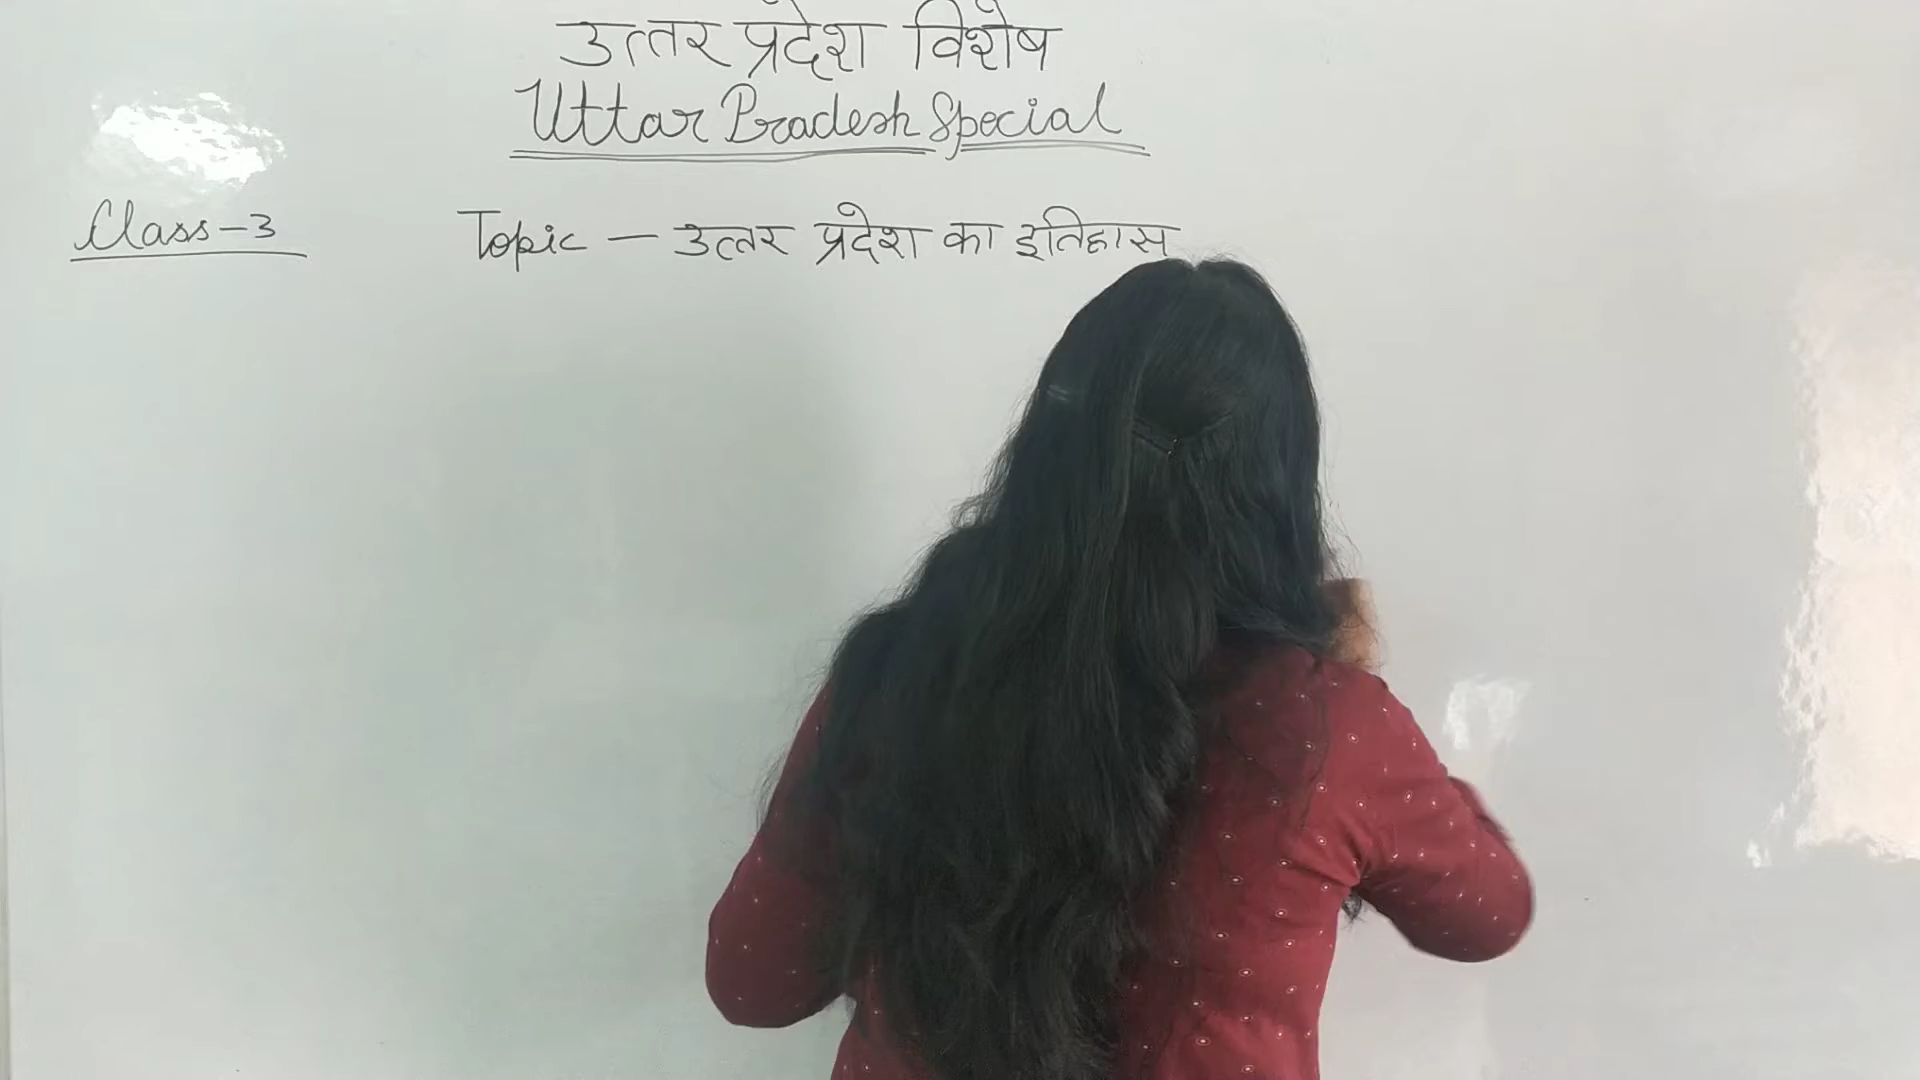 उत्तर प्रदेश विशेष
Uttar Pradesh Special
Class-3
Topic - उत्तर प्रदेश का इतिहास